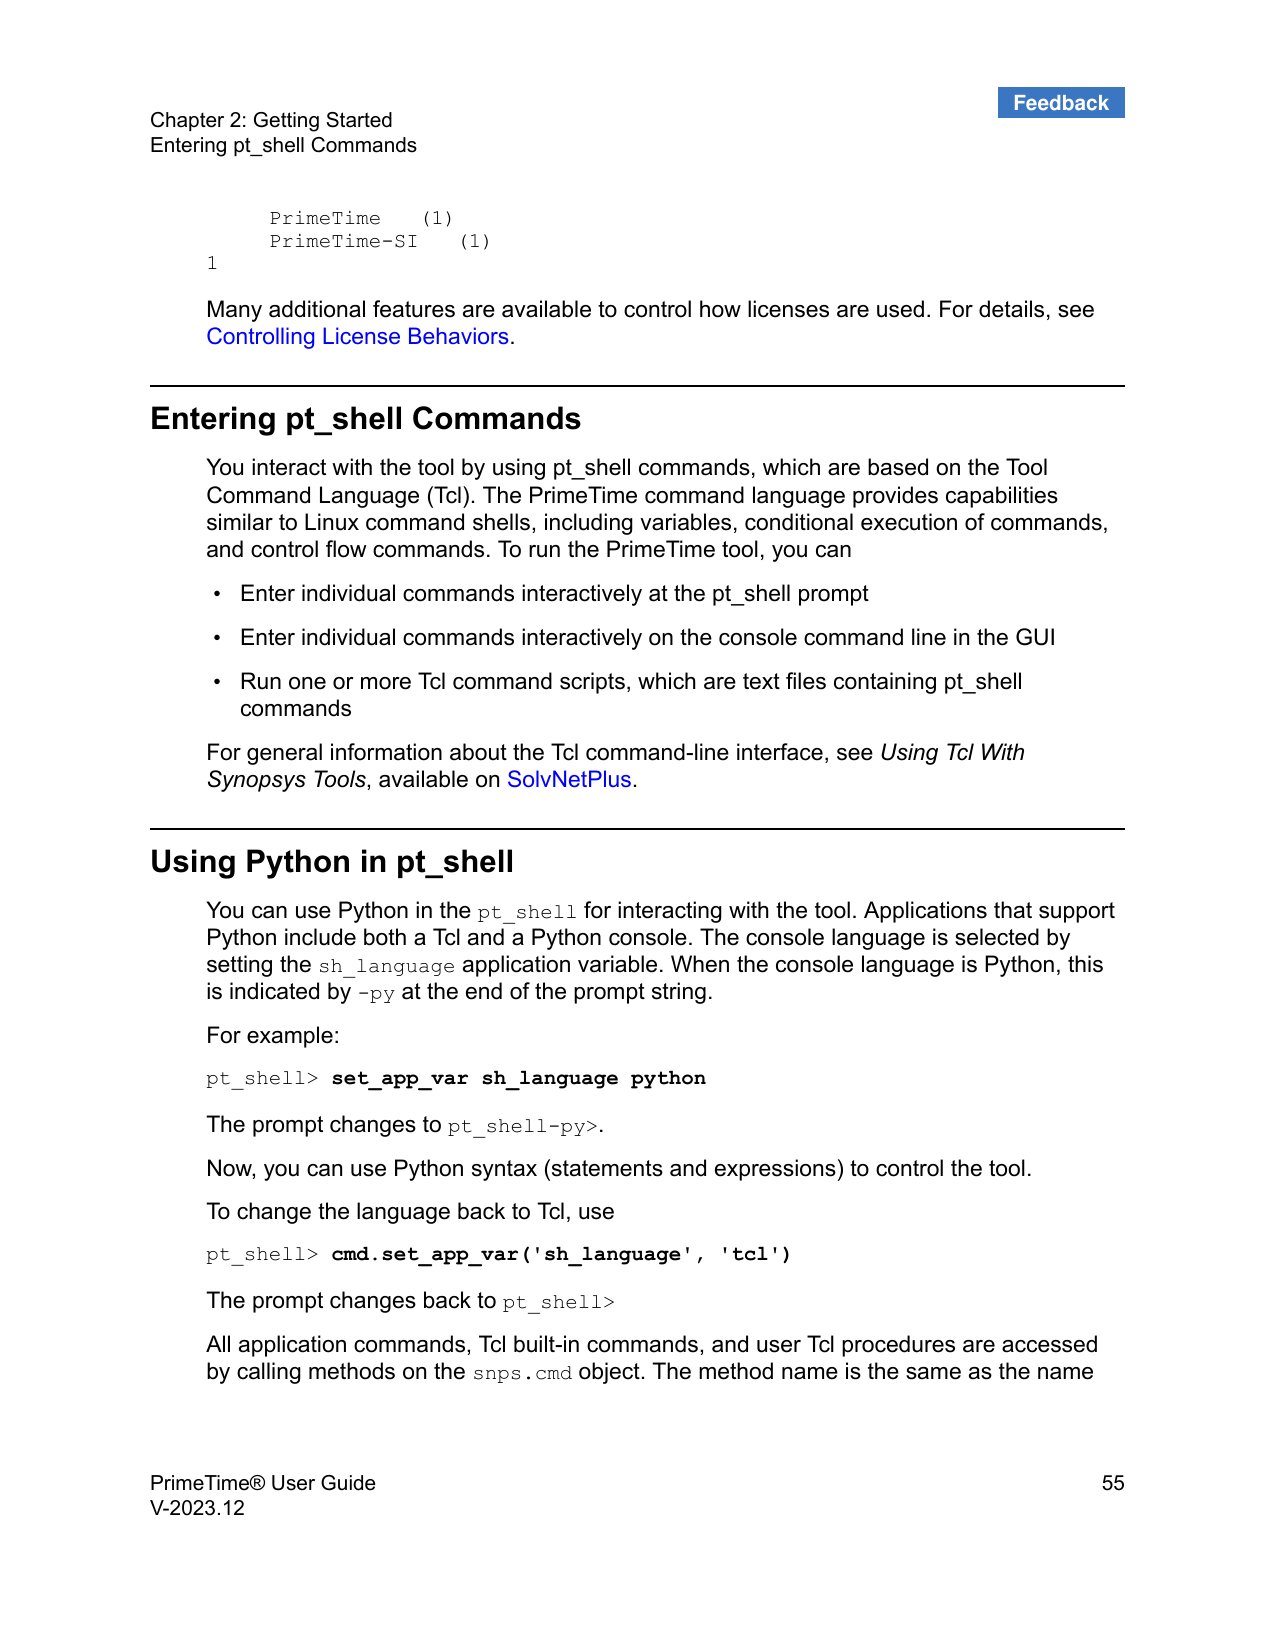 Feedback
Chapter 2: Getting Started
Entering pt_shell Commands
PrimeTime   (1)
PrimeTime-SI   (1)
1
Many additional features are available to control how licenses are used. For details, see
Controlling License Behaviors.
Entering pt_shell Commands
You interact with the tool by using pt_shell commands, which are based on the Tool
Command Language (Tcl). The PrimeTime command language provides capabilities
similar to Linux command shells, including variables, conditional execution of commands,
and control flow commands. To run the PrimeTime tool, you can
• Enter individual commands interactively at the pt_shell prompt
• Enter individual commands interactively on the console command line in the GUI
• Run one or more Tcl command scripts, which are text files containing pt_shell
commands
For general information about the Tcl command-line interface, see Using Tcl With
Synopsys Tools, available on SolvNetPlus.
Using Python in pt_shell
You can use Python in the pt_shell for interacting with the tool. Applications that support
Python include both a Tcl and a Python console. The console language is selected by
setting the sh_language application variable. When the console language is Python, this
is indicated by -py at the end of the prompt string.
For example:
pt_shell> set_app_var sh_language python
The prompt changes to pt_shell-py>.
Now, you can use Python syntax (statements and expressions) to control the tool.
To change the language back to Tcl, use
pt_shell> cmd.set_app_var('sh_language', 'tcl')
The prompt changes back to pt_shell>
All application commands, Tcl built-in commands, and user Tcl procedures are accessed
by calling methods on the snps.cmd object. The method name is the same as the name
PrimeTime® User Guide 55
V-2023.12